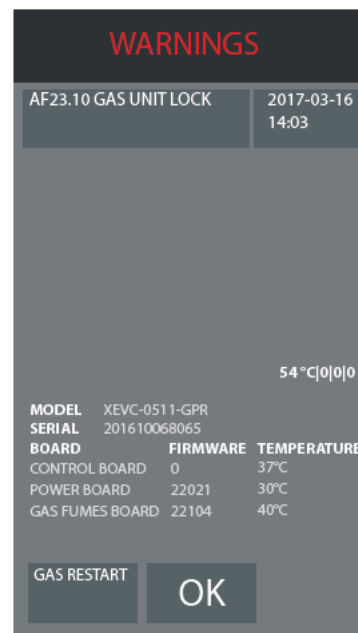 WARNINGS
AF23.10 GAS UNIT LOCK 2017-03-16
14:03
54°C|0|0|0
MODEL XEVC-0511-GPR
SERIAL 201610068065
BOARD FIRMWARE TEMPERATURE
CONTROL BOARD 0 37°C
POWER BOARD 22021 30°C
GAS FUMES BOARD 22104 40°C
GAS RESTART OK